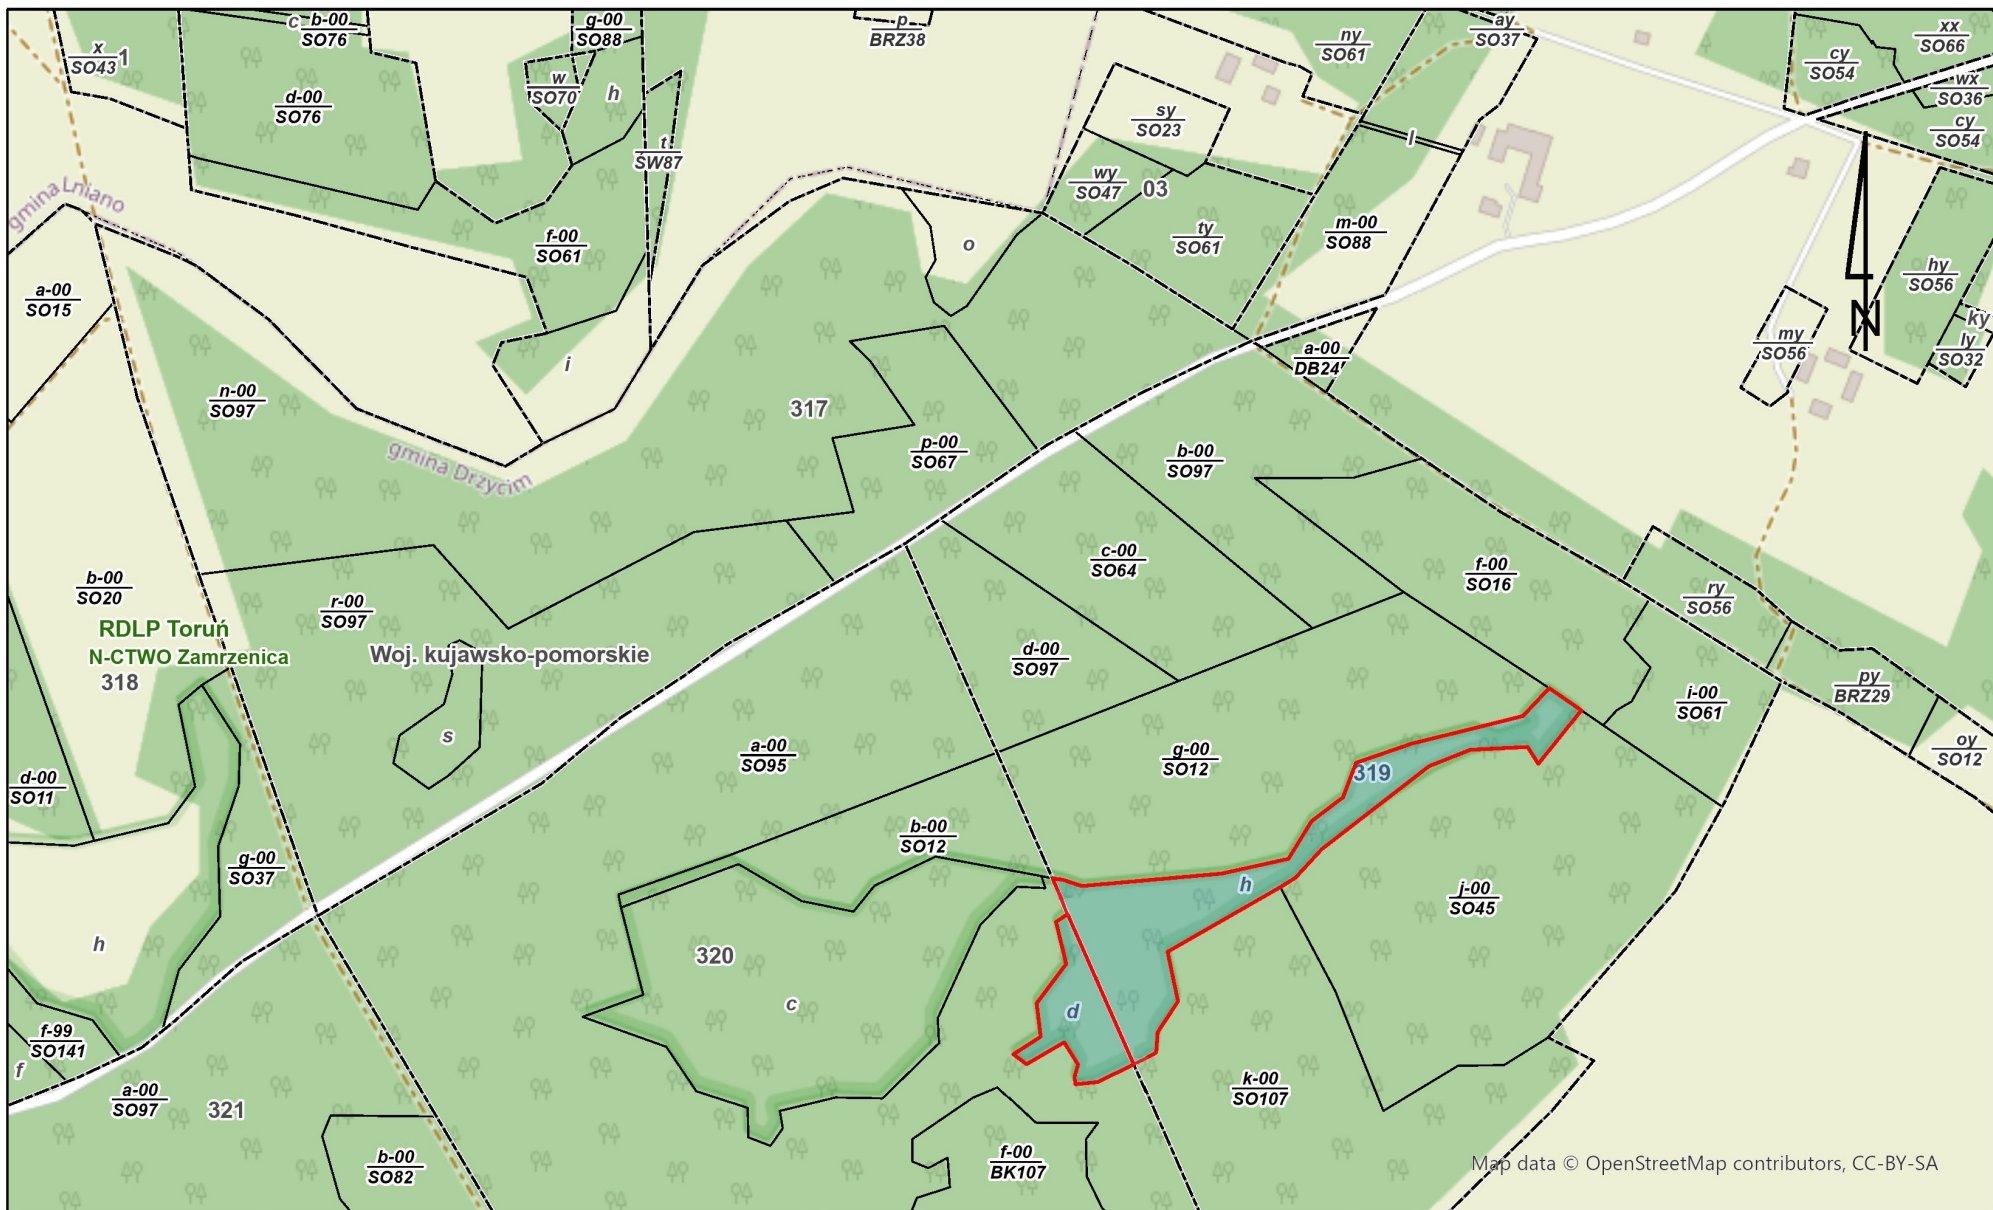 c
b-00
SO76
g-00
SO88
p
BRZ38
ny
SO61
ay
SO37
xx
SO66
x
SO43
1
cy
SO54
wx
SO36
d-00
SO76
w
SO70
h
sy
SO23
l
cy
SO54
t
ŚW87
wy
SO47
03
gmina Lniano
f-00
SO61
o
ty
SO61
m-00
SO88
hy
SO56
a-00
SO15
N
ky
i
a-00
DB24
my
SO56
ly
SO32
n-00
SO97
317
gmina Drzycim
p-00
SO67
b-00
SO97
c-00
SO64
f-00
SO16
b-00
SO20
r-00
SO97
ry
SO56
RDLP Toruń
N-CTWO Zamrzenica
318
Woj. kujawsko-pomorskie
d-00
SO97
i-00
SO61
py
BRZ29
s
a-00
SO95
g-00
SO12
319
oy
SO12
d-00
SO11
b-00
SO12
g-00
SO37
h
j-00
SO45
h
320
c
d
f-99
SO141
f
a-00
SO97
321
k-00
SO107
b-00
SO82
f-00
BK107
Map data © OpenStreetMap contributors, CC-BY-SA